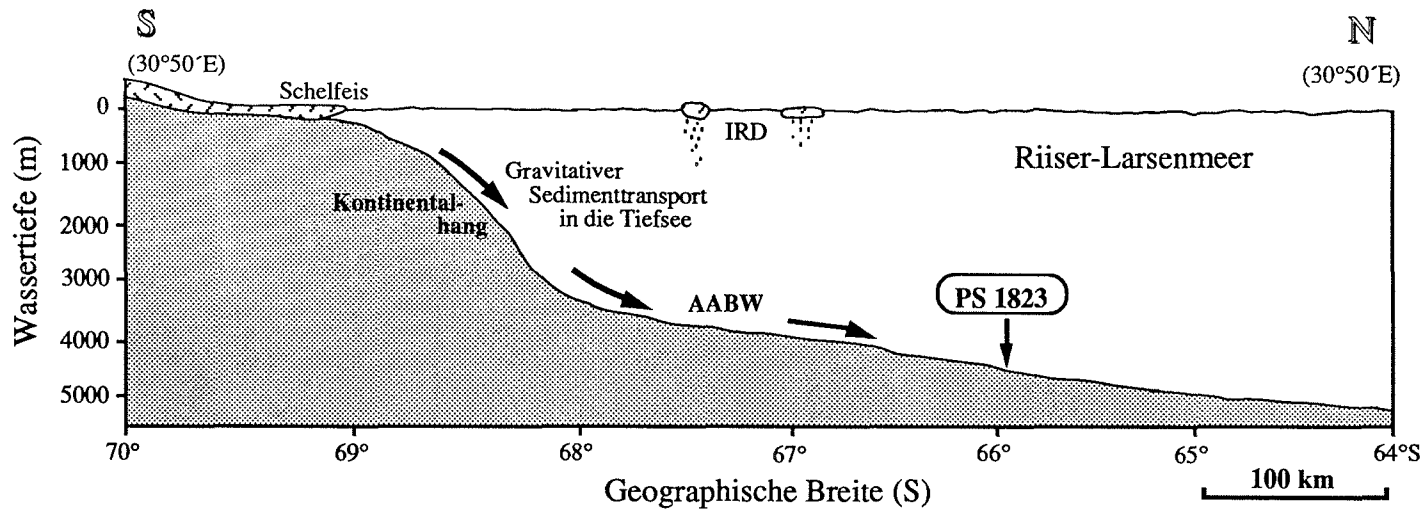 S
N
(30°50´E)
(30°50´E)
Schelfeis
0
IRD
Riiser-Larsenmeer
1000
Gravitativer
Sedimenttransport
in die Tiefsee
Kontinental-
hang
2000
3000
AABW
PS 1823
4000
5000
Wassertiefe (m)
70°
69°
68°
67°
66°
65°
64°S
Geographische Breite (S)
100 km